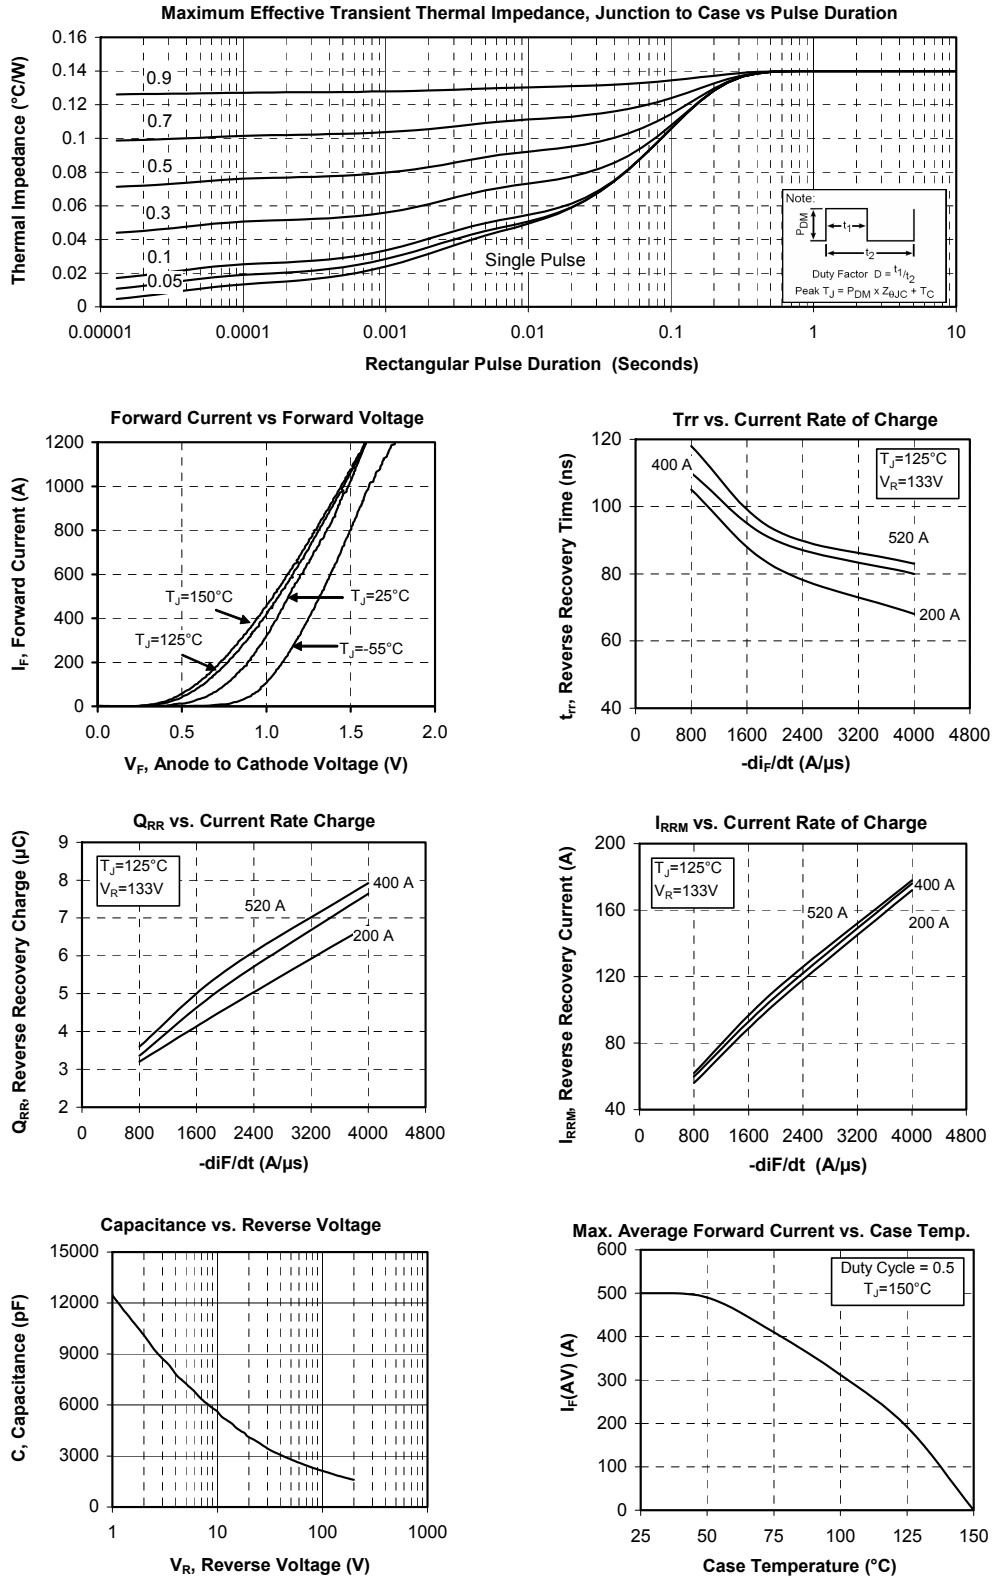 Maximum Effective Transient Thermal Impedance, Junction to Case vs Pulse Duration
Thermal Impedance (°C/W)
0.16
0.14
0.12
0.1
0.08
0.06
0.04
0.02
0
0.9
0.7
0.5
0.3
0.1
0.05
Single Pulse
Note:
PDM
t1
t2
Duty Factor D = t1/t2
Peak TJ = PDM x ZθJC + TC
0.00001 0.0001 0.001 0.01 0.1 1 10
Rectangular Pulse Duration (Seconds)
Forward Current vs Forward Voltage
IF, Forward Current (A)
1200
1000
800
600
400
200
0
TJ=150°C
TJ=125°C
TJ=25°C
TJ=-55°C
0.0 0.5 1.0 1.5 2.0
VF, Anode to Cathode Voltage (V)
Trr vs. Current Rate of Charge
trr, Reverse Recovery Time (ns)
120
100
80
60
40
400 A
TJ=125°C
VR=133V
520 A
200 A
0 800 1600 2400 3200 4000 4800
-diF/dt (A/µs)
QRR vs. Current Rate Charge
QRR, Reverse Recovery Charge (µC)
9
8
7
6
5
4
3
2
TJ=125°C
VR=133V
520 A
400 A
200 A
0 800 1600 2400 3200 4000 4800
-diF/dt (A/µs)
IRRM vs. Current Rate of Charge
IRRM, Reverse Recovery Current (A)
200
160
120
80
40
TJ=125°C
VR=133V
520 A
400 A
200 A
0 800 1600 2400 3200 4000 4800
-diF/dt (A/µs)
Capacitance vs. Reverse Voltage
C, Capacitance (pF)
15000
12000
9000
6000
3000
0
1 10 100 1000
VR, Reverse Voltage (V)
Max. Average Forward Current vs. Case Temp.
IF(AV) (A)
600
500
400
300
200
100
0
Duty Cycle = 0.5
TJ=150°C
25 50 75 100 125 150
Case Temperature (°C)